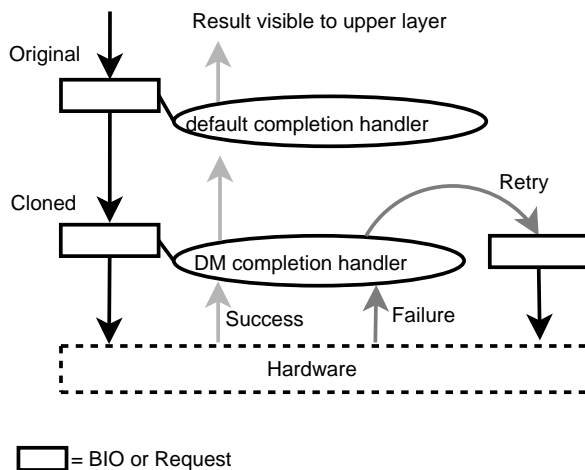 Result visible to upper layer
Original
default completion handler
Retry
Cloned
DM completion handler
Success
Failure
Hardware
= BIO or Request